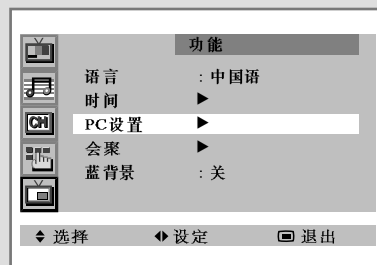 功能
语言 : 中国语
时间 ▶
PC设置 ▶
会聚 ▶
蓝背景 : 关
CH
选择 设定 退出